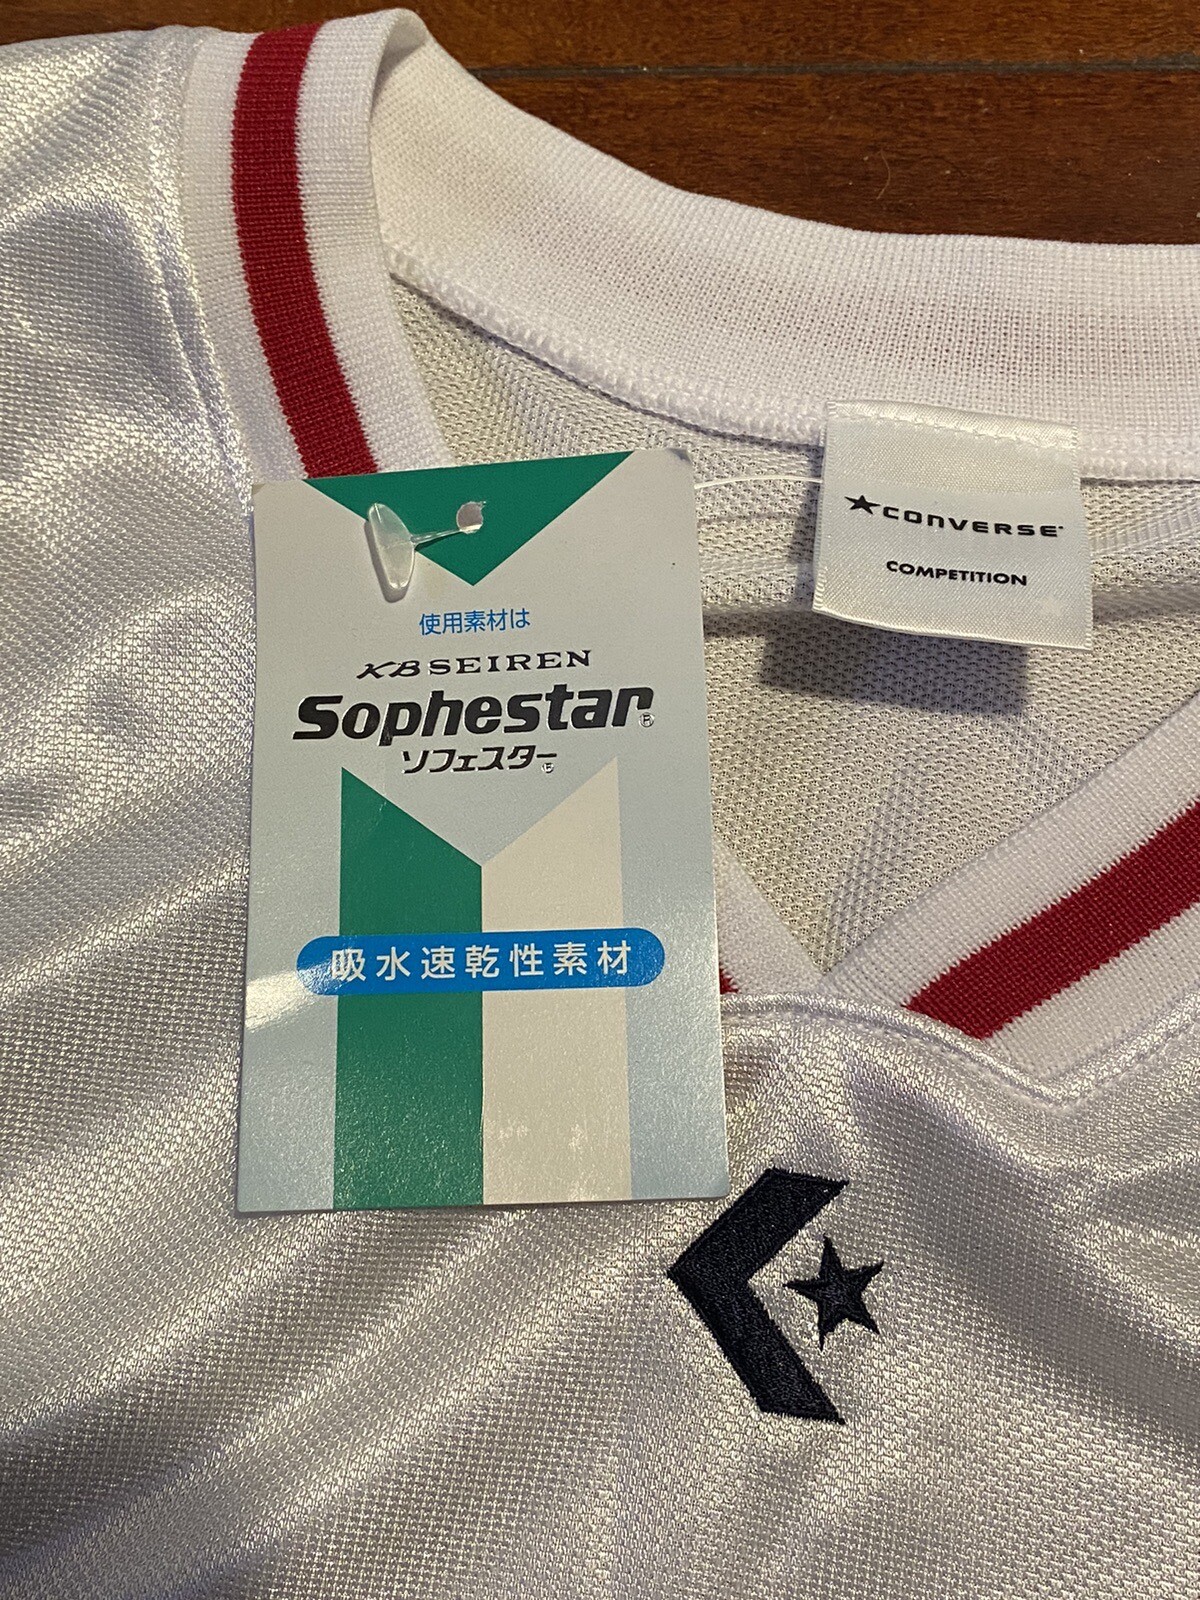 使用素材は
KB SEIREN
Sophestar®
ソフェスター®
吸水速乾性素材
CONVERSE
COMPETITION